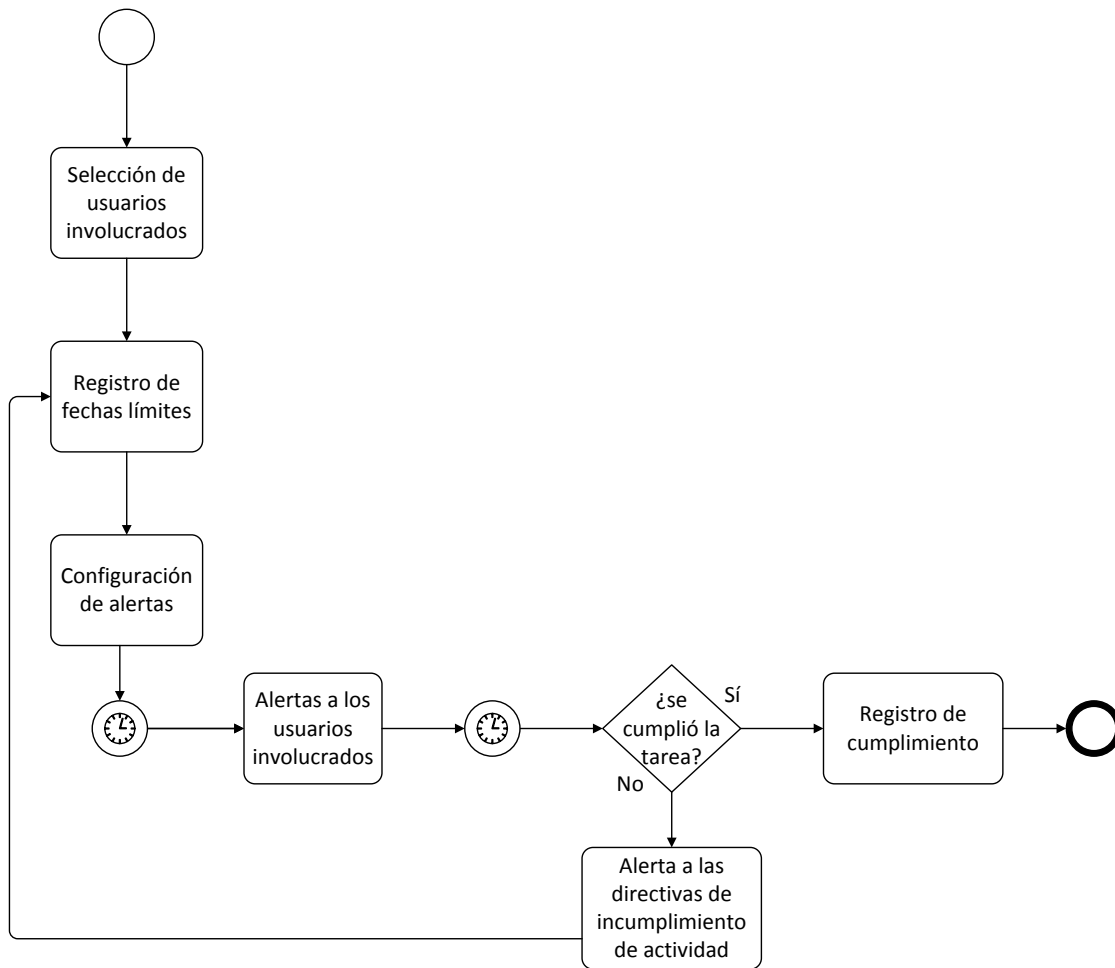 Selección de
usuarios
involucrados
Registro de
fechas límites
Configuración
de alertas
Alertas a los
usuarios
involucrados
¿se
cumplió la
tarea?
Sí
No
Registro de
cumplimiento
Alerta a las
directivas de
incumplimiento
de actividad